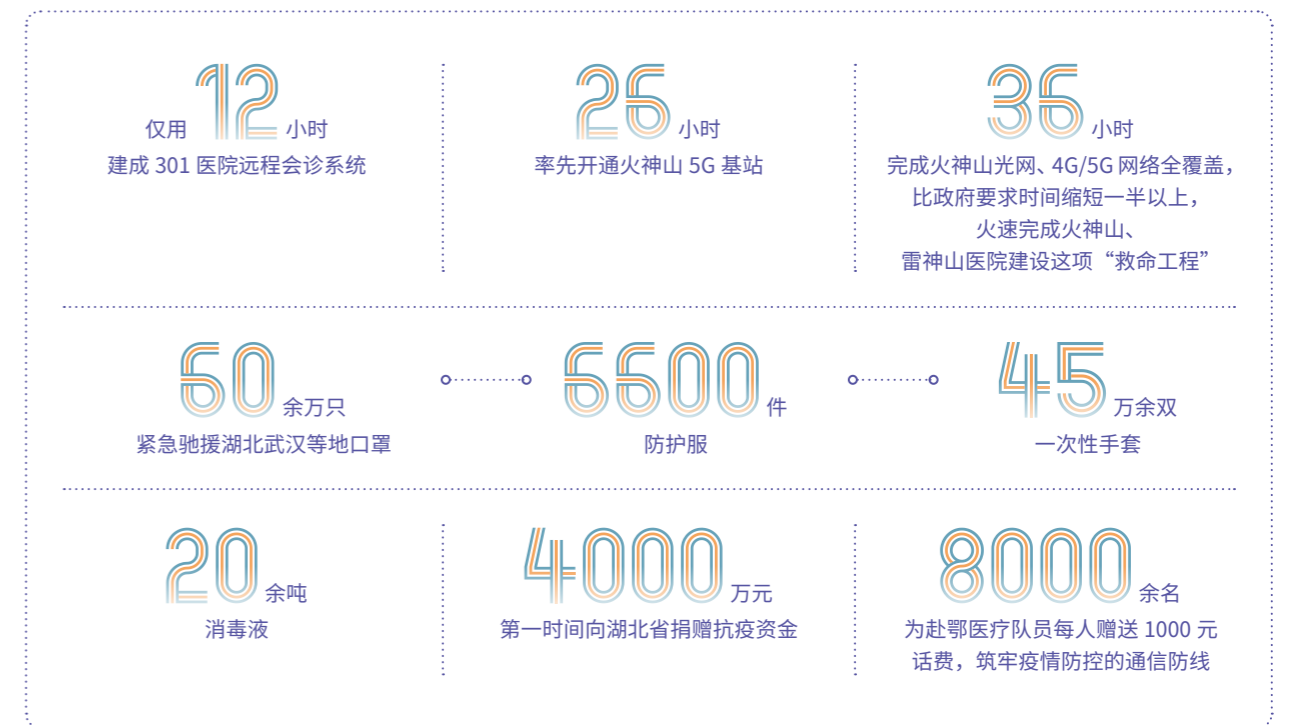 仅用 12 小时
建成 301 医院远程会诊系统
26 小时
率先开通火神山 5G 基站
36 小时
完成火神山光网、4G/5G 网络全覆盖，
比政府要求时间缩短一半以上，
火速完成火神山、
雷神山医院建设这项“救命工程”
60 余万只
紧急驰援湖北武汉等地口罩
6600 件
防护服
45 万余双
一次性手套
20 余吨
消毒液
4000 万元
第一时间向湖北省捐赠抗疫资金
8000 余名
为赴鄂医疗队员每人赠送 1000 元
话费，筑牢疫情防控的通信防线